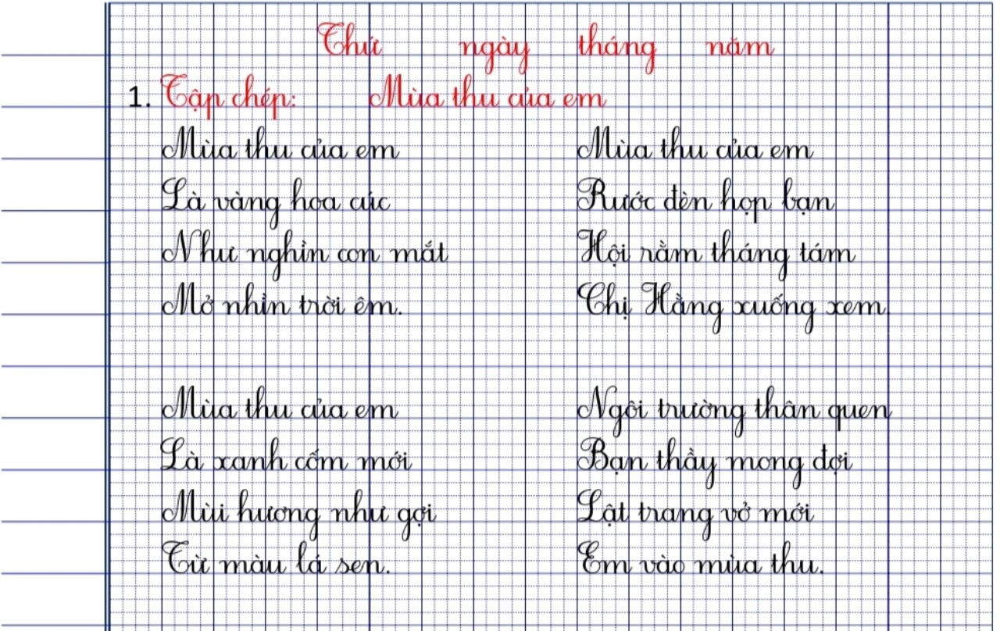 Thứ ngày tháng năm
1. Tập chép: Mùa thu của em
Mùa thu của em
Là vàng hoa cúc
Như nghìn con mắt
Mở nhìn trời êm.
Mùa thu của em
Là xanh cốm mới
Mùi hương như gợi
Từ màu lá sen.
Mùa thu của em
Rước đèn họp bạn
Hội rằm tháng tám
Chị Hằng xuống xem.
Ngôi trường thân quen
Bạn thầy mong đợi
Lật trang vở mới
Em vào mùa thu.